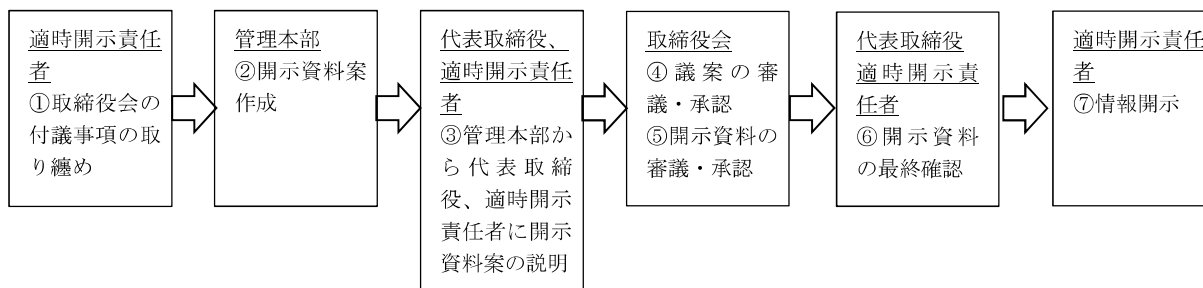 適時開示責任
者
①取締役会の
付議事項の取
り纏め
管理本部
②開示資料案
作成
代表取締役、
適時開示責任
者
③管理本部か
ら代表取締
役、適時開示
責任者に開示
資料案の説明
取締役会
④議案の審
議・承認
⑤開示資料の
審議・承認
代表取締役
適時開示責
任者
⑥開示資料
の最終確認
適時開示責任
者
⑦情報開示